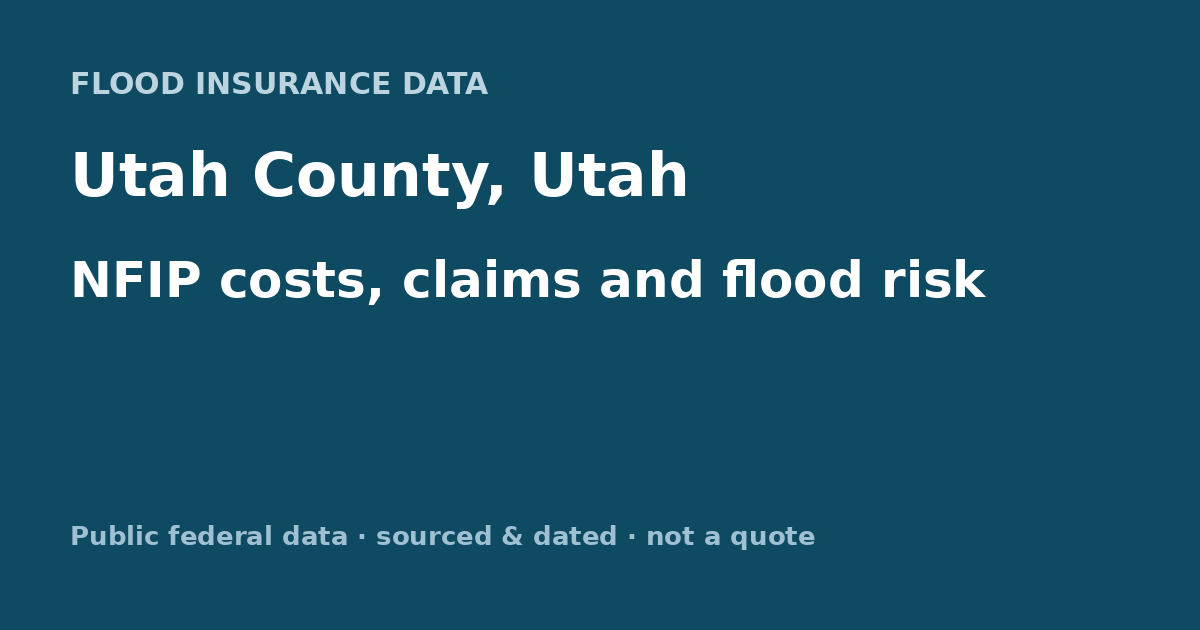 FLOOD INSURANCE DATA
Utah County, Utah
NFIP costs, claims and flood risk
Public federal data · sourced & dated · not a quote